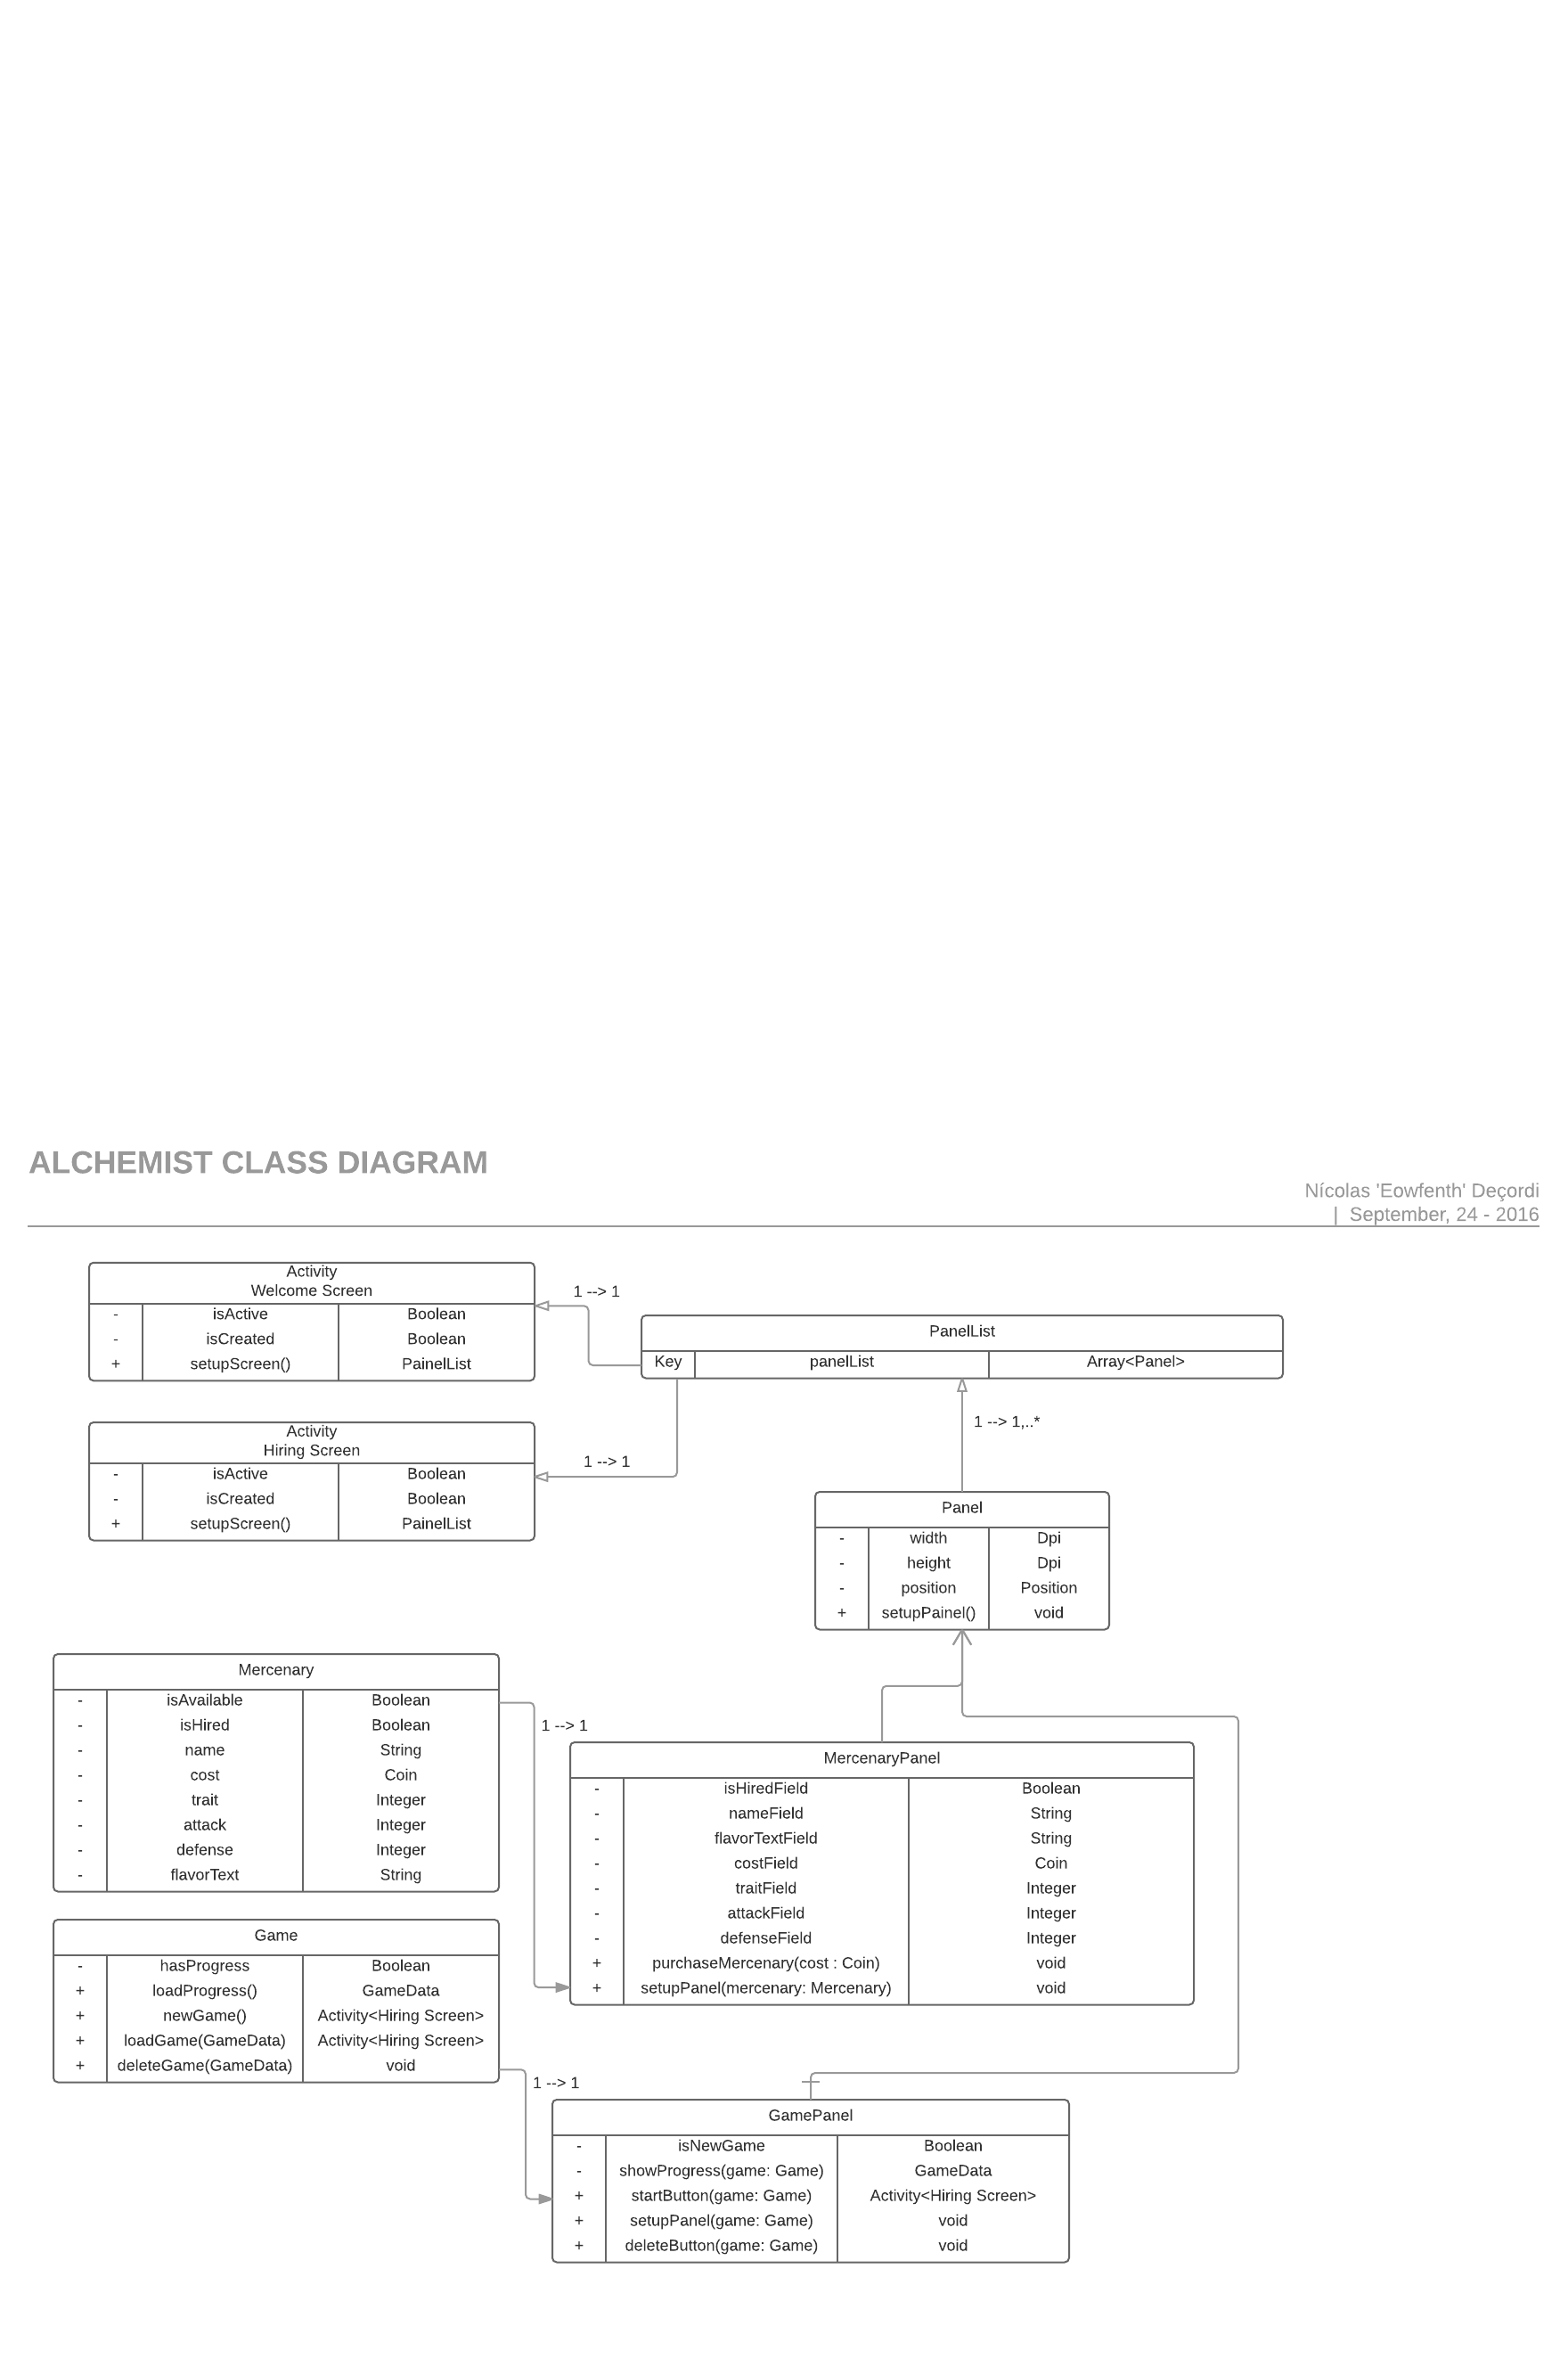 ALCHEMIST CLASS DIAGRAM
Nícolas 'Eowfenth' Deçordi
| September, 24 - 2016
Activity
Welcome Screen
- isActive Boolean
- isCreated Boolean
+ setupScreen() PainelList
1 --> 1
PanelList
Key panelList Array<Panel>
Activity
Hiring Screen
- isActive Boolean
- isCreated Boolean
+ setupScreen() PainelList
1 --> 1
1 --> 1,..*
Panel
- width Dpi
- height Dpi
- position Position
+ setupPainel() void
Mercenary
- isAvailable Boolean
- isHired Boolean
- name String
- cost Coin
- trait Integer
- attack Integer
- defense Integer
- flavorText String
1 --> 1
MercenaryPanel
- isHiredField Boolean
- nameField String
- flavorTextField String
- costField Coin
- traitField Integer
- attackField Integer
- defenseField Integer
+ purchaseMercenary(cost : Coin) void
+ setupPanel(mercenary: Mercenary) void
Game
- hasProgress Boolean
+ loadProgress() GameData
+ newGame() Activity<Hiring Screen>
+ loadGame(GameData) Activity<Hiring Screen>
+ deleteGame(GameData) void
1 --> 1
GamePanel
- isNewGame Boolean
- showProgress(game: Game) GameData
+ startButton(game: Game) Activity<Hiring Screen>
+ setupPanel(game: Game) void
+ deleteButton(game: Game) void